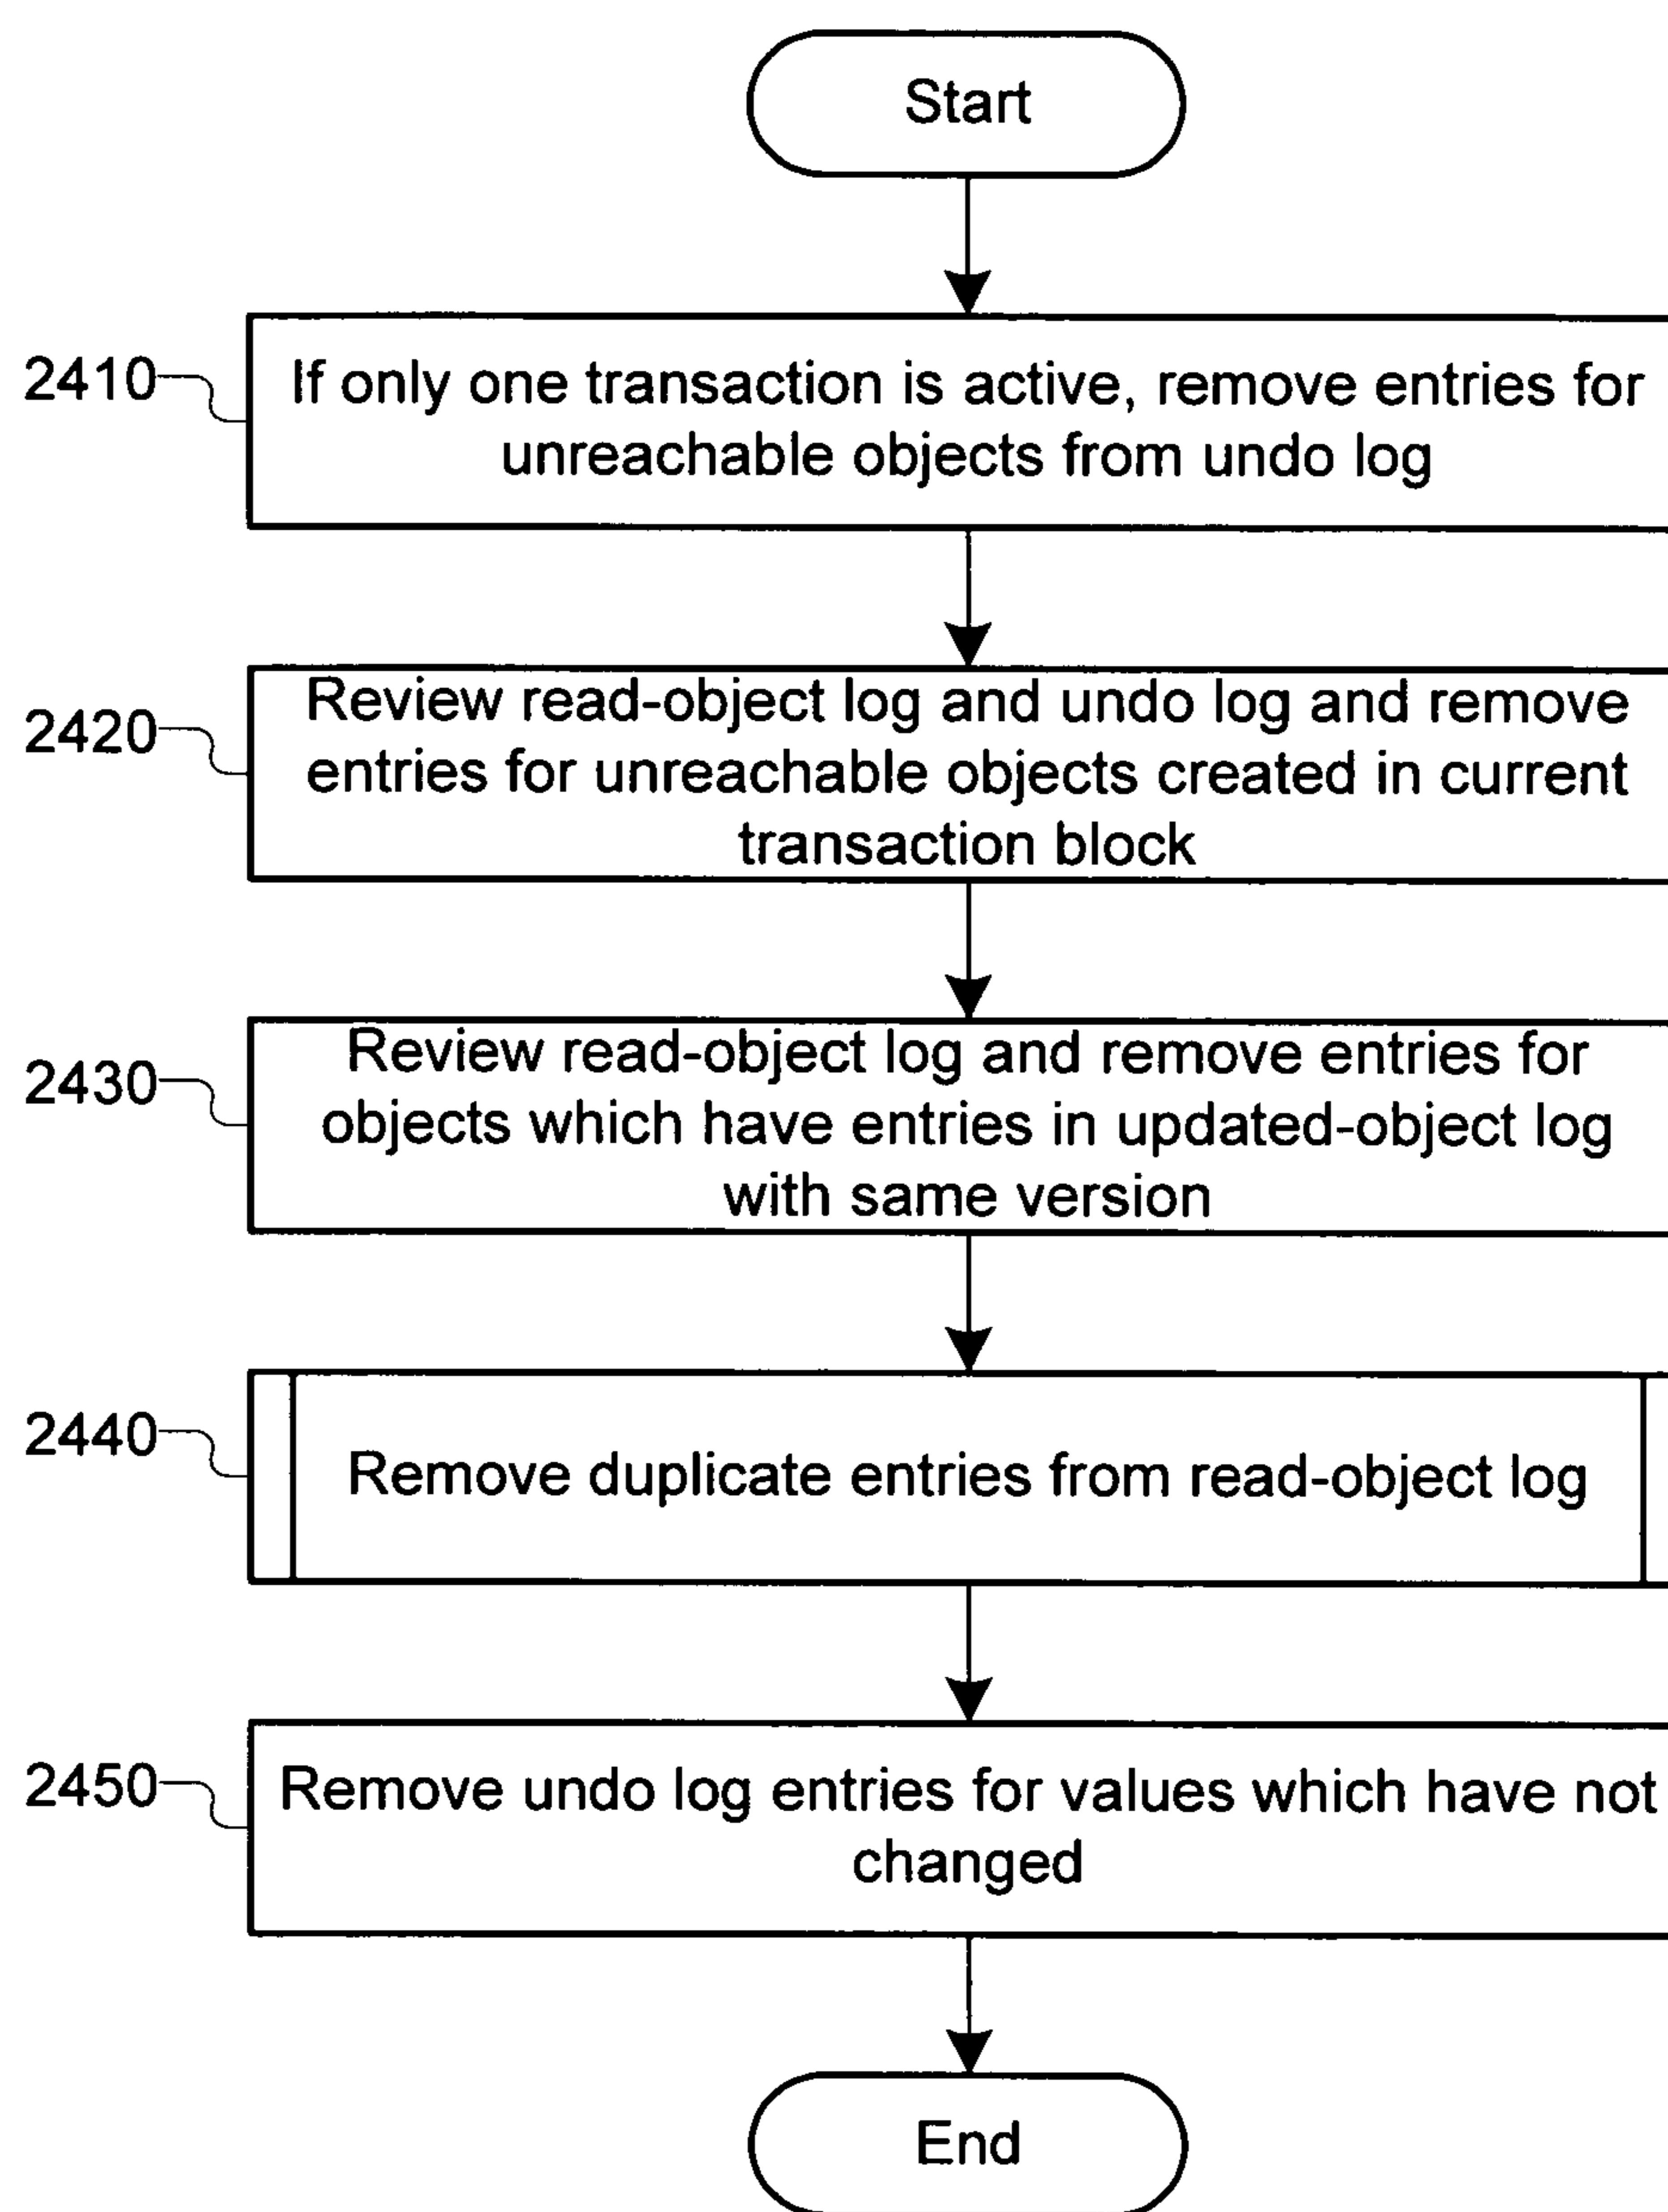 Start
2410
If only one transaction is active, remove entries for
unreachable objects from undo log
2420
Review read-object log and undo log and remove
entries for unreachable objects created in current
transaction block
2430
Review read-object log and remove entries for
objects which have entries in updated-object log
with same version
2440
Remove duplicate entries from read-object log
2450
Remove undo log entries for values which have not
changed
End